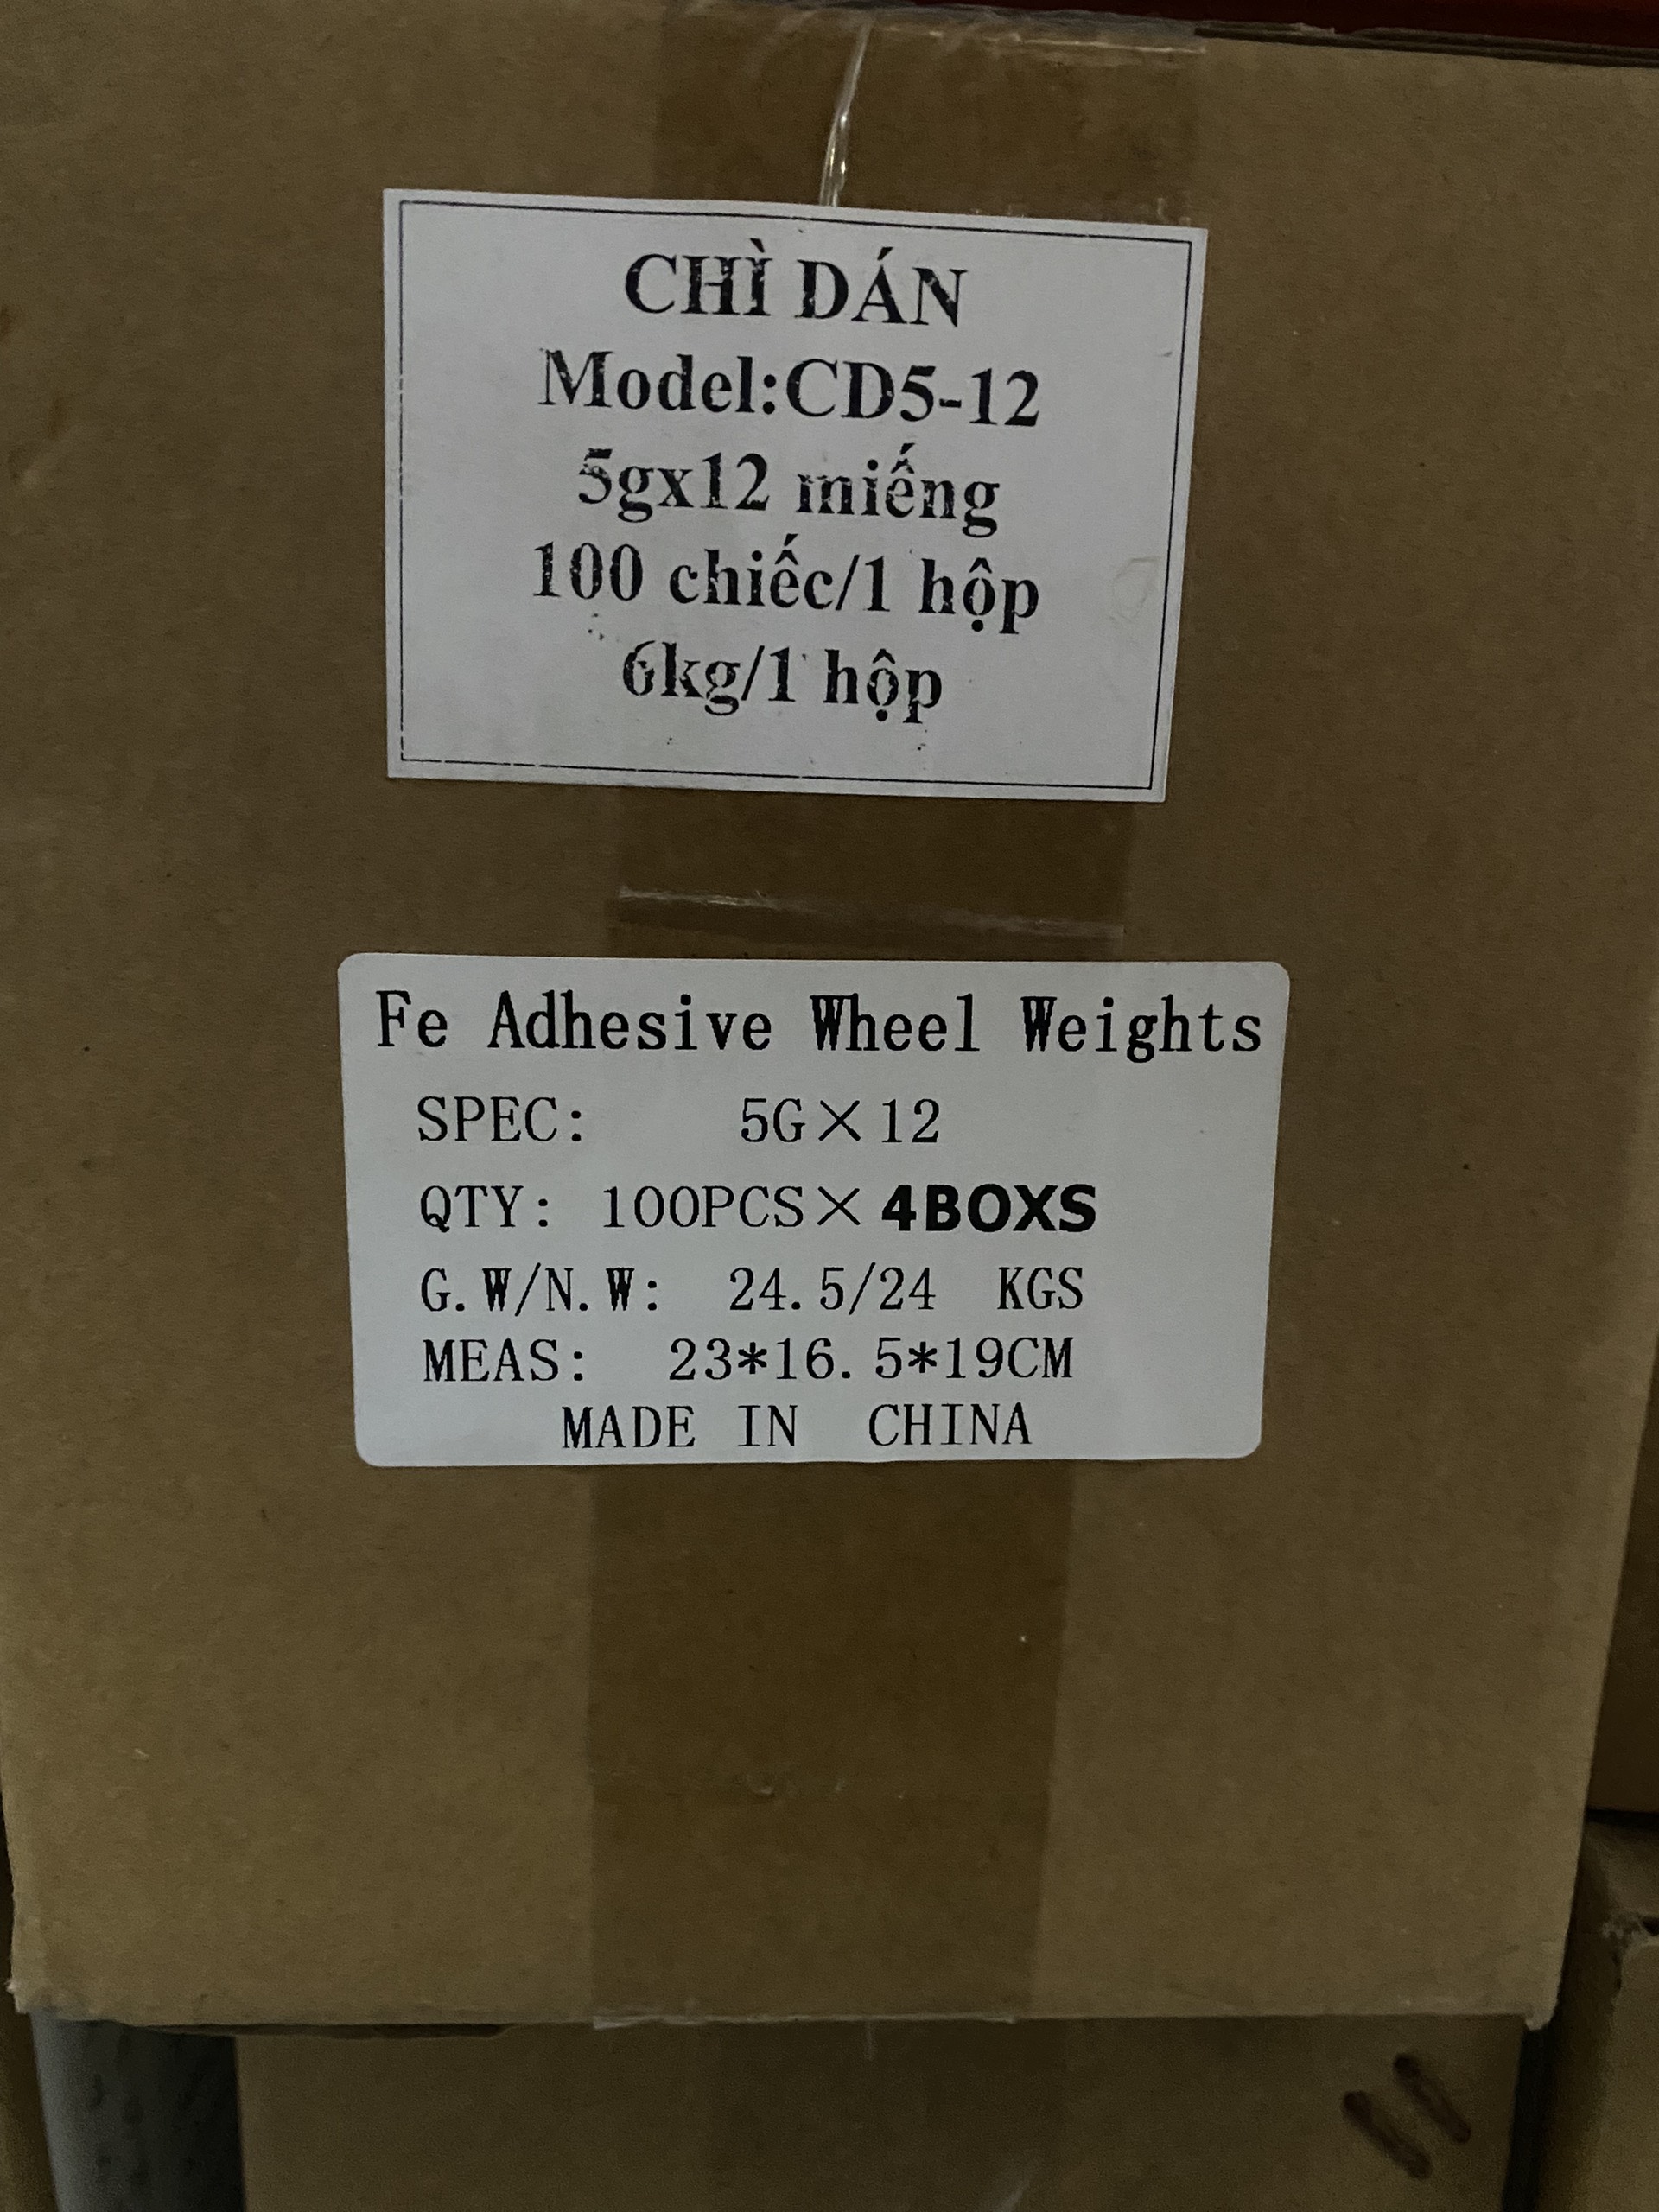 CHÌ DÁN
Model:CD5-12
5gx12 miếng
100 chiếc/1 hộp
6kg/1 hộp
Fe Adhesive Wheel Weights
SPEC: 5G×12
QTY: 100PCS×4BOXS
G.W/N.W: 24.5/24 KGS
MEAS: 23*16.5*19CM
MADE IN CHINA